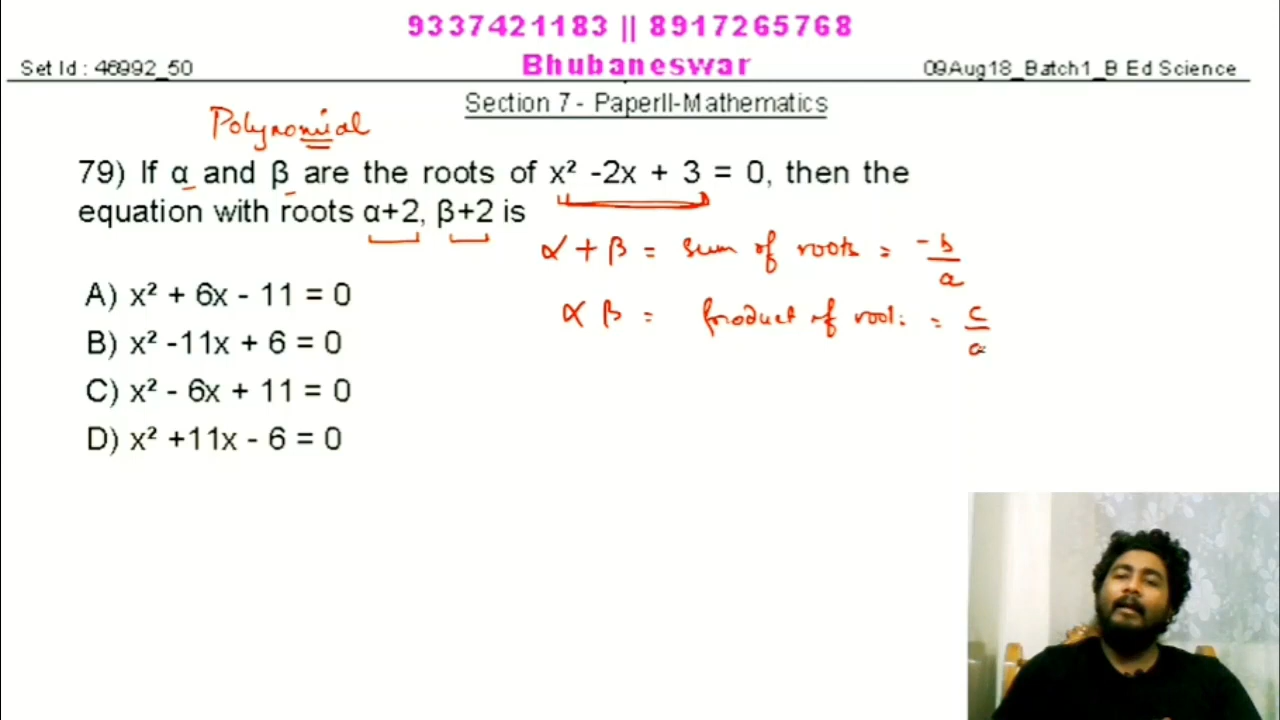 9337421183 || 8917265768
Bhubaneswar
Set Id : 46992_50
09Aug18_Batch1_B Ed Science
Section 7 - PaperII-Mathematics
Polynomial
79) If α and β are the roots of x² -2x + 3 = 0, then the
equation with roots α+2, β+2 is
α + β = sum of roots = -b/a
α β = product of root. = c/a
A) x² + 6x - 11 = 0
B) x² -11x + 6 = 0
C) x² - 6x + 11 = 0
D) x² +11x - 6 = 0